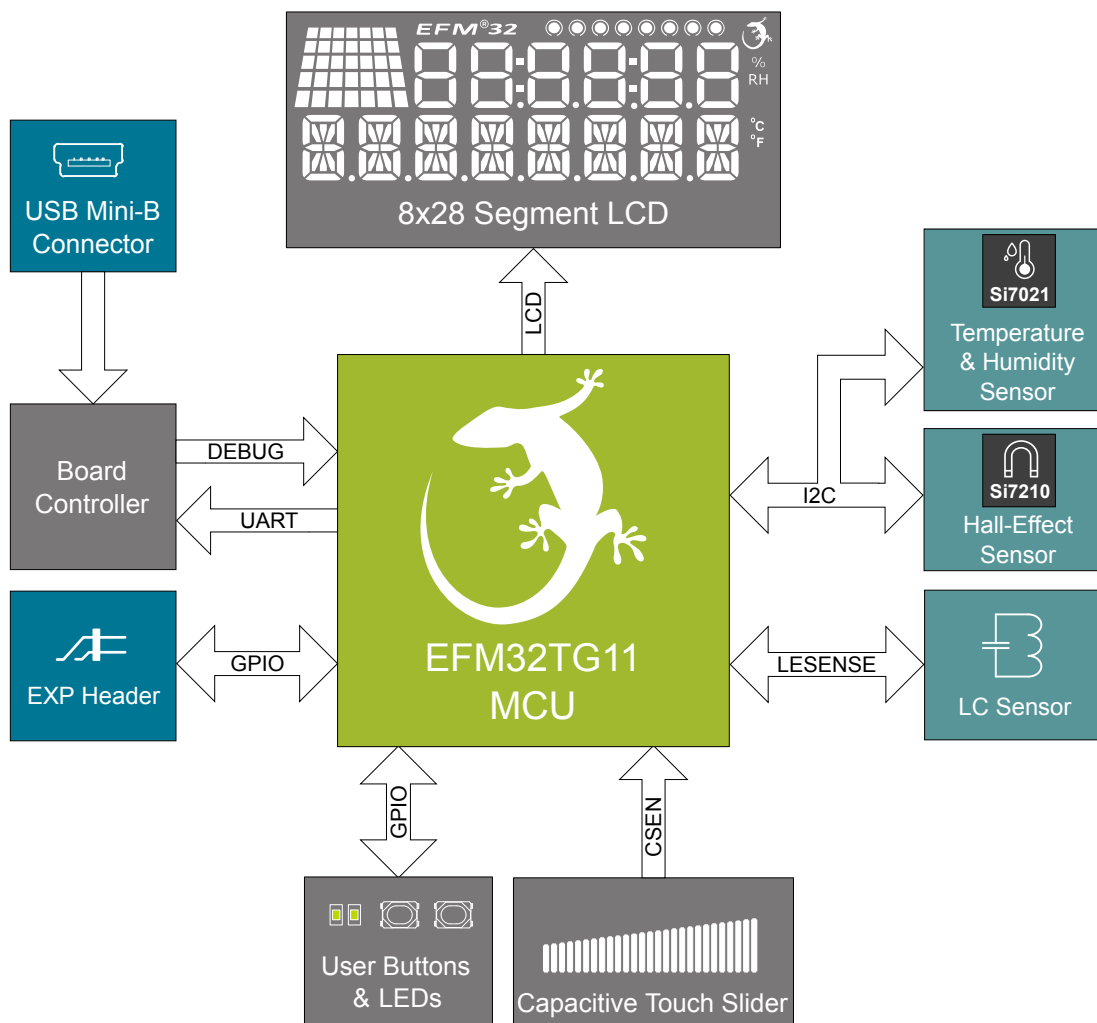 EFM®32
%
RH
°C
°F
8x28 Segment LCD
USB Mini-B
Connector
LCD
Si7021
Temperature
& Humidity
Sensor
Board
Controller
DEBUG
UART
I2C
Si7210
Hall-Effect
Sensor
EXP Header
GPIO
EFM32TG11
MCU
LESENSE
LC Sensor
GPIO
CSEN
User Buttons
& LEDs
Capacitive Touch Slider